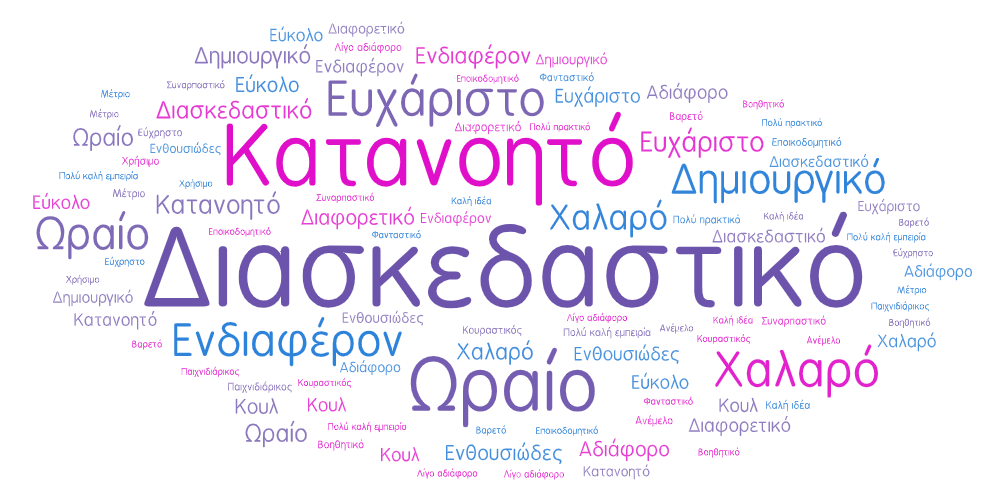 Εύκολο
Διαφορετικό
Λίγο αδιάφορο
Δημιουργικό
Ενδιαφέρον
Δημιουργικό
Ενδιαφέρον
Συναρπαστικό
Εύκολο
Εποικοδομητικό
Φανταστικό
Μέτριο
Ευχάριστο
Ευχάριστο
Αδιάφορο
Βοηθητικό
Μέτριο
Διασκεδαστικό
Βαρετό
Πολύ πρακτικό
Ωραίο
Εύχρηστο
Διαφορετικό
Πολύ πρακτικό
Ενθουσιώδες
Κατανοητό
Ευχάριστο
Εποικοδομητικό
Χρήσιμο
Διασκεδαστικό
Πολύ καλή εμπειρία
Χρήσιμο
Δημιουργικό
Μέτριο
Εύκολο
Κατανοητό
Συναρπαστικό
Καλή ιδέα
Ευχάριστο
Διαφορετικό
Ενδιαφέρον
Χαλαρό
Πολύ πρακτικό
Καλή ιδέα
Βαρετό
Ωραίο
Εποικοδομητικό
Φανταστικό
Διασκεδαστικό
Πολύ καλή εμπειρία
Εύχρηστο
Εύχρηστο
Διασκεδαστικό
Αδιάφορο
Χρήσιμο
Μέτριο
Δημιουργικό
Παιχνιδιάρικος
Κατανοητό
Ενθουσιώδες
Λίγο αδιάφορο
Καλή ιδέα
Συναρπαστικό
Βοηθητικό
Βαρετό
Ενδιαφέρον
Κουραστικός
Πολύ καλή εμπειρία
Ανέμελο
Κουραστικός
Ανέμελο
Χαλαρό
Χαλαρό
Ενθουσιώδες
Παιχνιδιάρικος
Αδιάφορο
Χαλαρό
Παιχνιδιάρικος
Κουραστικός
Ωραίο
Εύκολο
Κουλ
Κουλ
Φανταστικό
Κουλ
Καλή ιδέα
Ωραίο
Πολύ καλή εμπειρία
Βαρετό
Εποικοδομητικό
Ανέμελο
Διαφορετικό
Βοηθητικό
Κουλ
Ενθουσιώδες
Αδιάφορο
Βοηθητικό
Λίγο αδιάφορο
Λίγο αδιάφορο
Κατανοητό